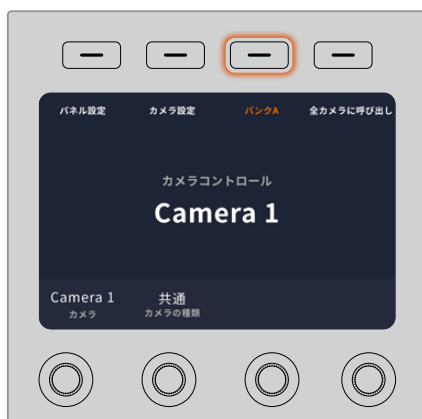 パネル設定 カメラ設定 バンクA 全カメラに呼び出し
カメラコントロール
Camera 1
Camera 1 共通
カメラ カメラの種類